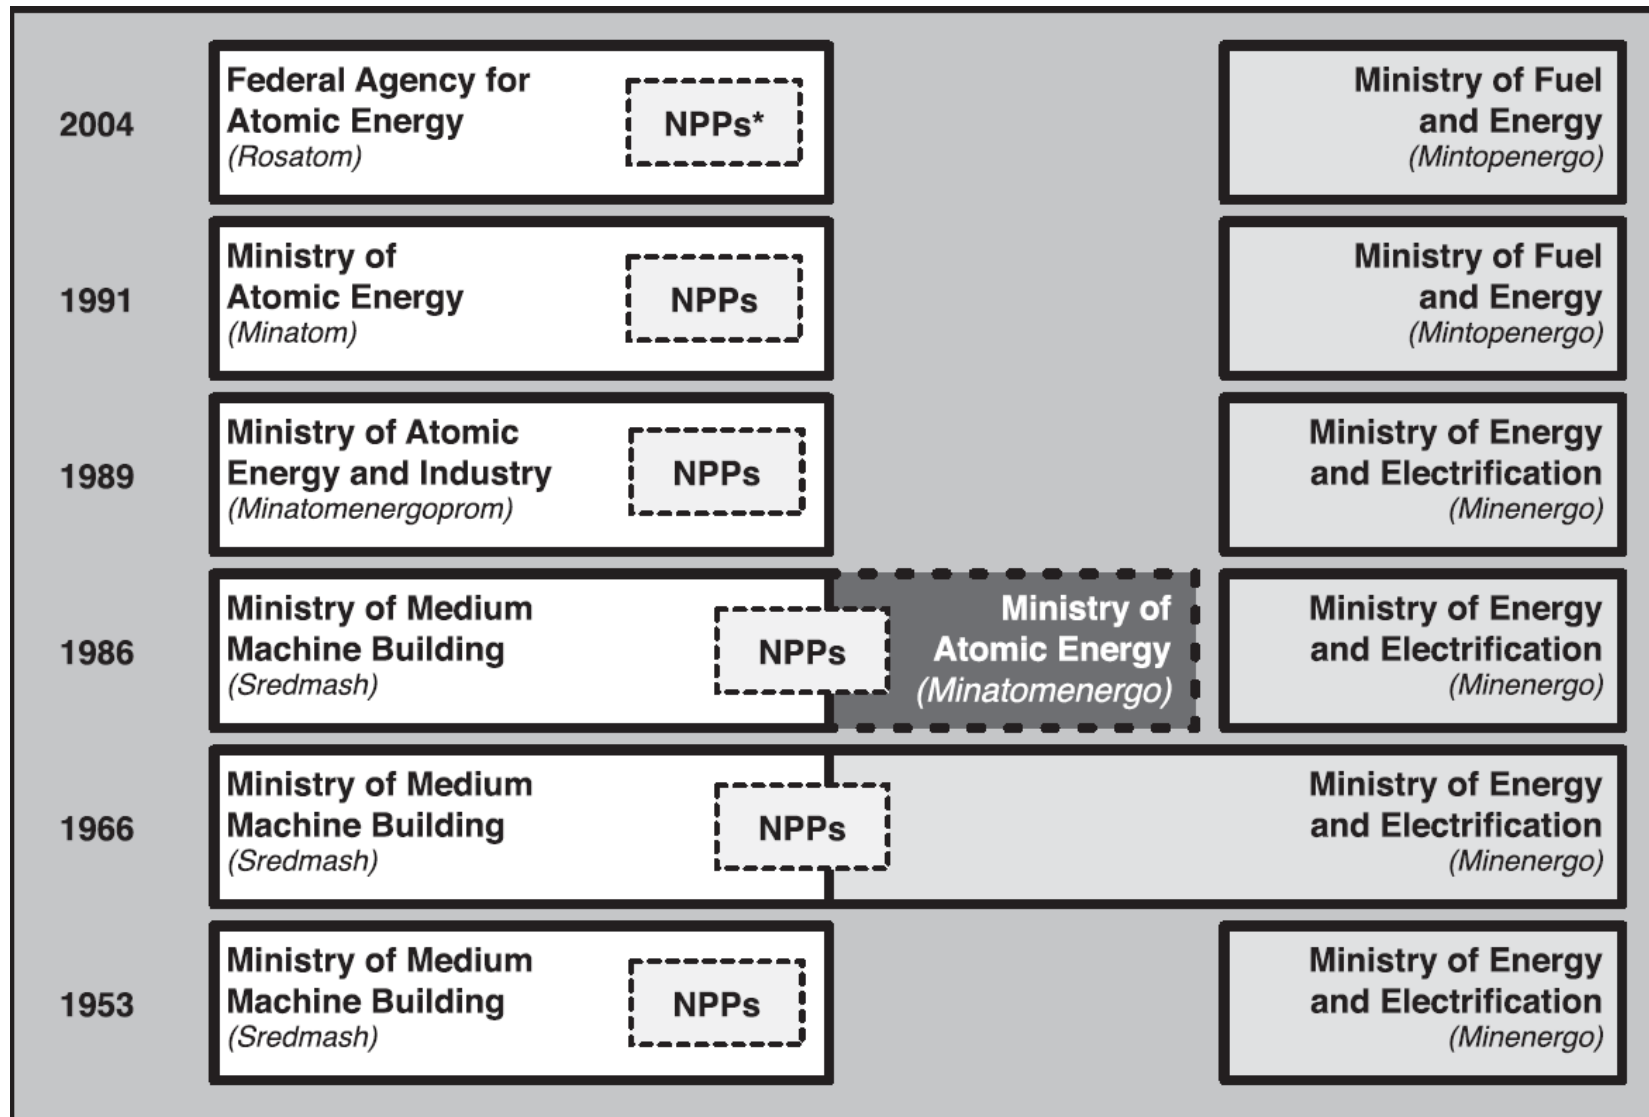 2004
Federal Agency for
Atomic Energy
(Rosatom)
NPPs*
Ministry of Fuel
and Energy
(Mintopenergo)
1991
Ministry of
Atomic Energy
(Minatom)
NPPs
Ministry of Fuel
and Energy
(Mintopenergo)
1989
Ministry of Atomic
Energy and Industry
(Minatomenergoprom)
NPPs
Ministry of Energy
and Electrification
(Minenergo)
1986
Ministry of Medium
Machine Building
(Sredmash)
NPPs
Ministry of
Atomic Energy
(Minatomenergo)
Ministry of Energy
and Electrification
(Minenergo)
1966
Ministry of Medium
Machine Building
(Sredmash)
NPPs
Ministry of Energy
and Electrification
(Minenergo)
1953
Ministry of Medium
Machine Building
(Sredmash)
NPPs
Ministry of Energy
and Electrification
(Minenergo)